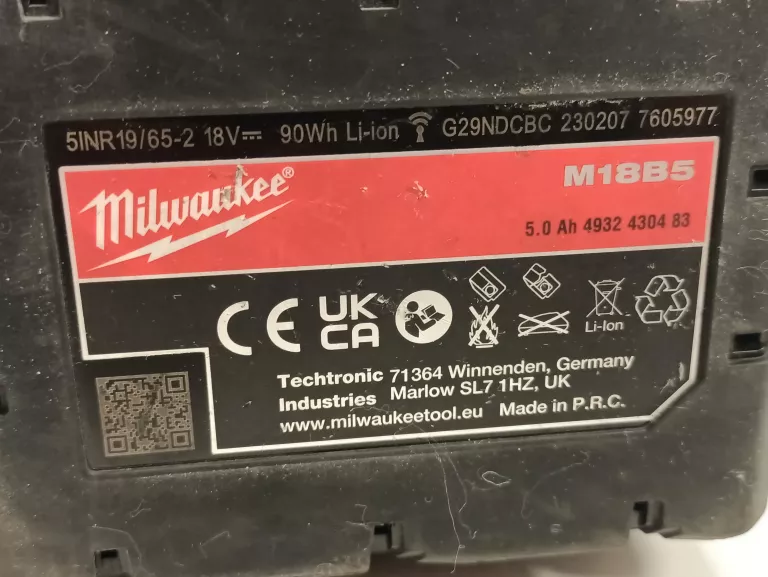 5INR19/65-2 18V⎓ 90Wh Li-ion G29NDCBC 230207 7605977
Milwaukee®
M18B5
5.0 Ah 4932 4304 83
CE UK CA
Li-Ion
Techtronic 71364 Winnenden, Germany
Industries Marlow SL7 1HZ, UK
www.milwaukeetool.eu Made in P.R.C.